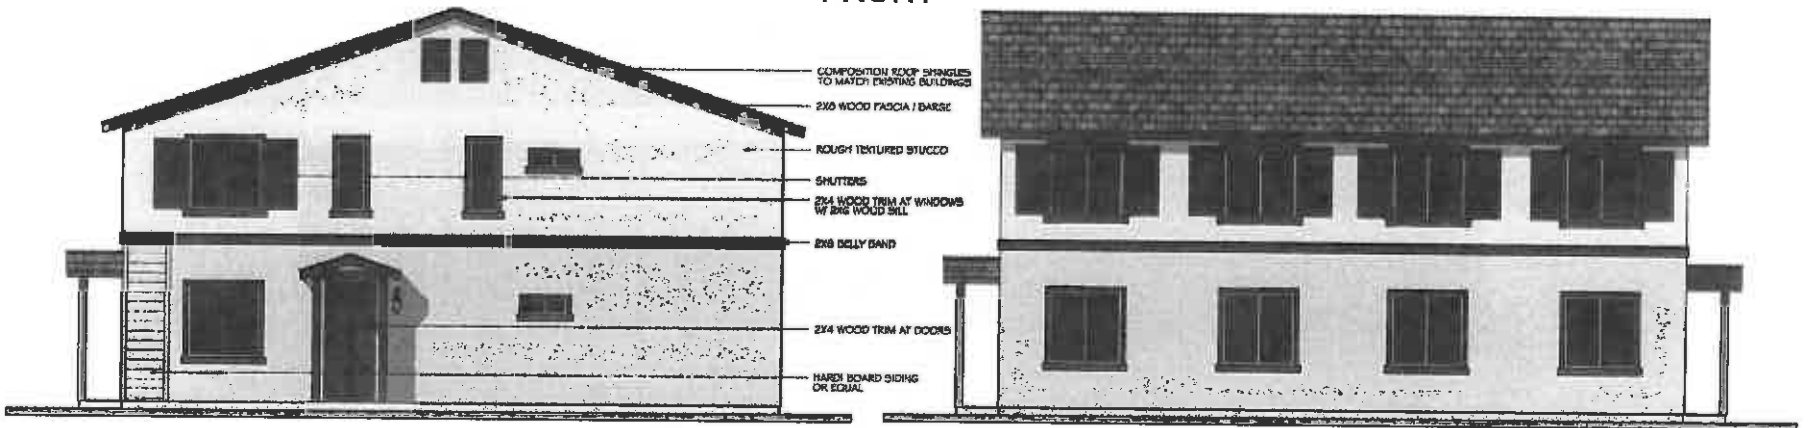 FRONT
COMPOSITION ROOF SHINGLES
TO MATCH EXISTING BUILDINGS
2X8 WOOD FASCIA / BARGE
ROUGH TEXTURED STUCCO
SHUTTERS
2X4 WOOD TRIM AT WINDOWS
W/ 2X6 WOOD SILL
2X8 BELLY BAND
2X4 WOOD TRIM AT DOORS
HARDI BOARD SIDING
OR EQUAL